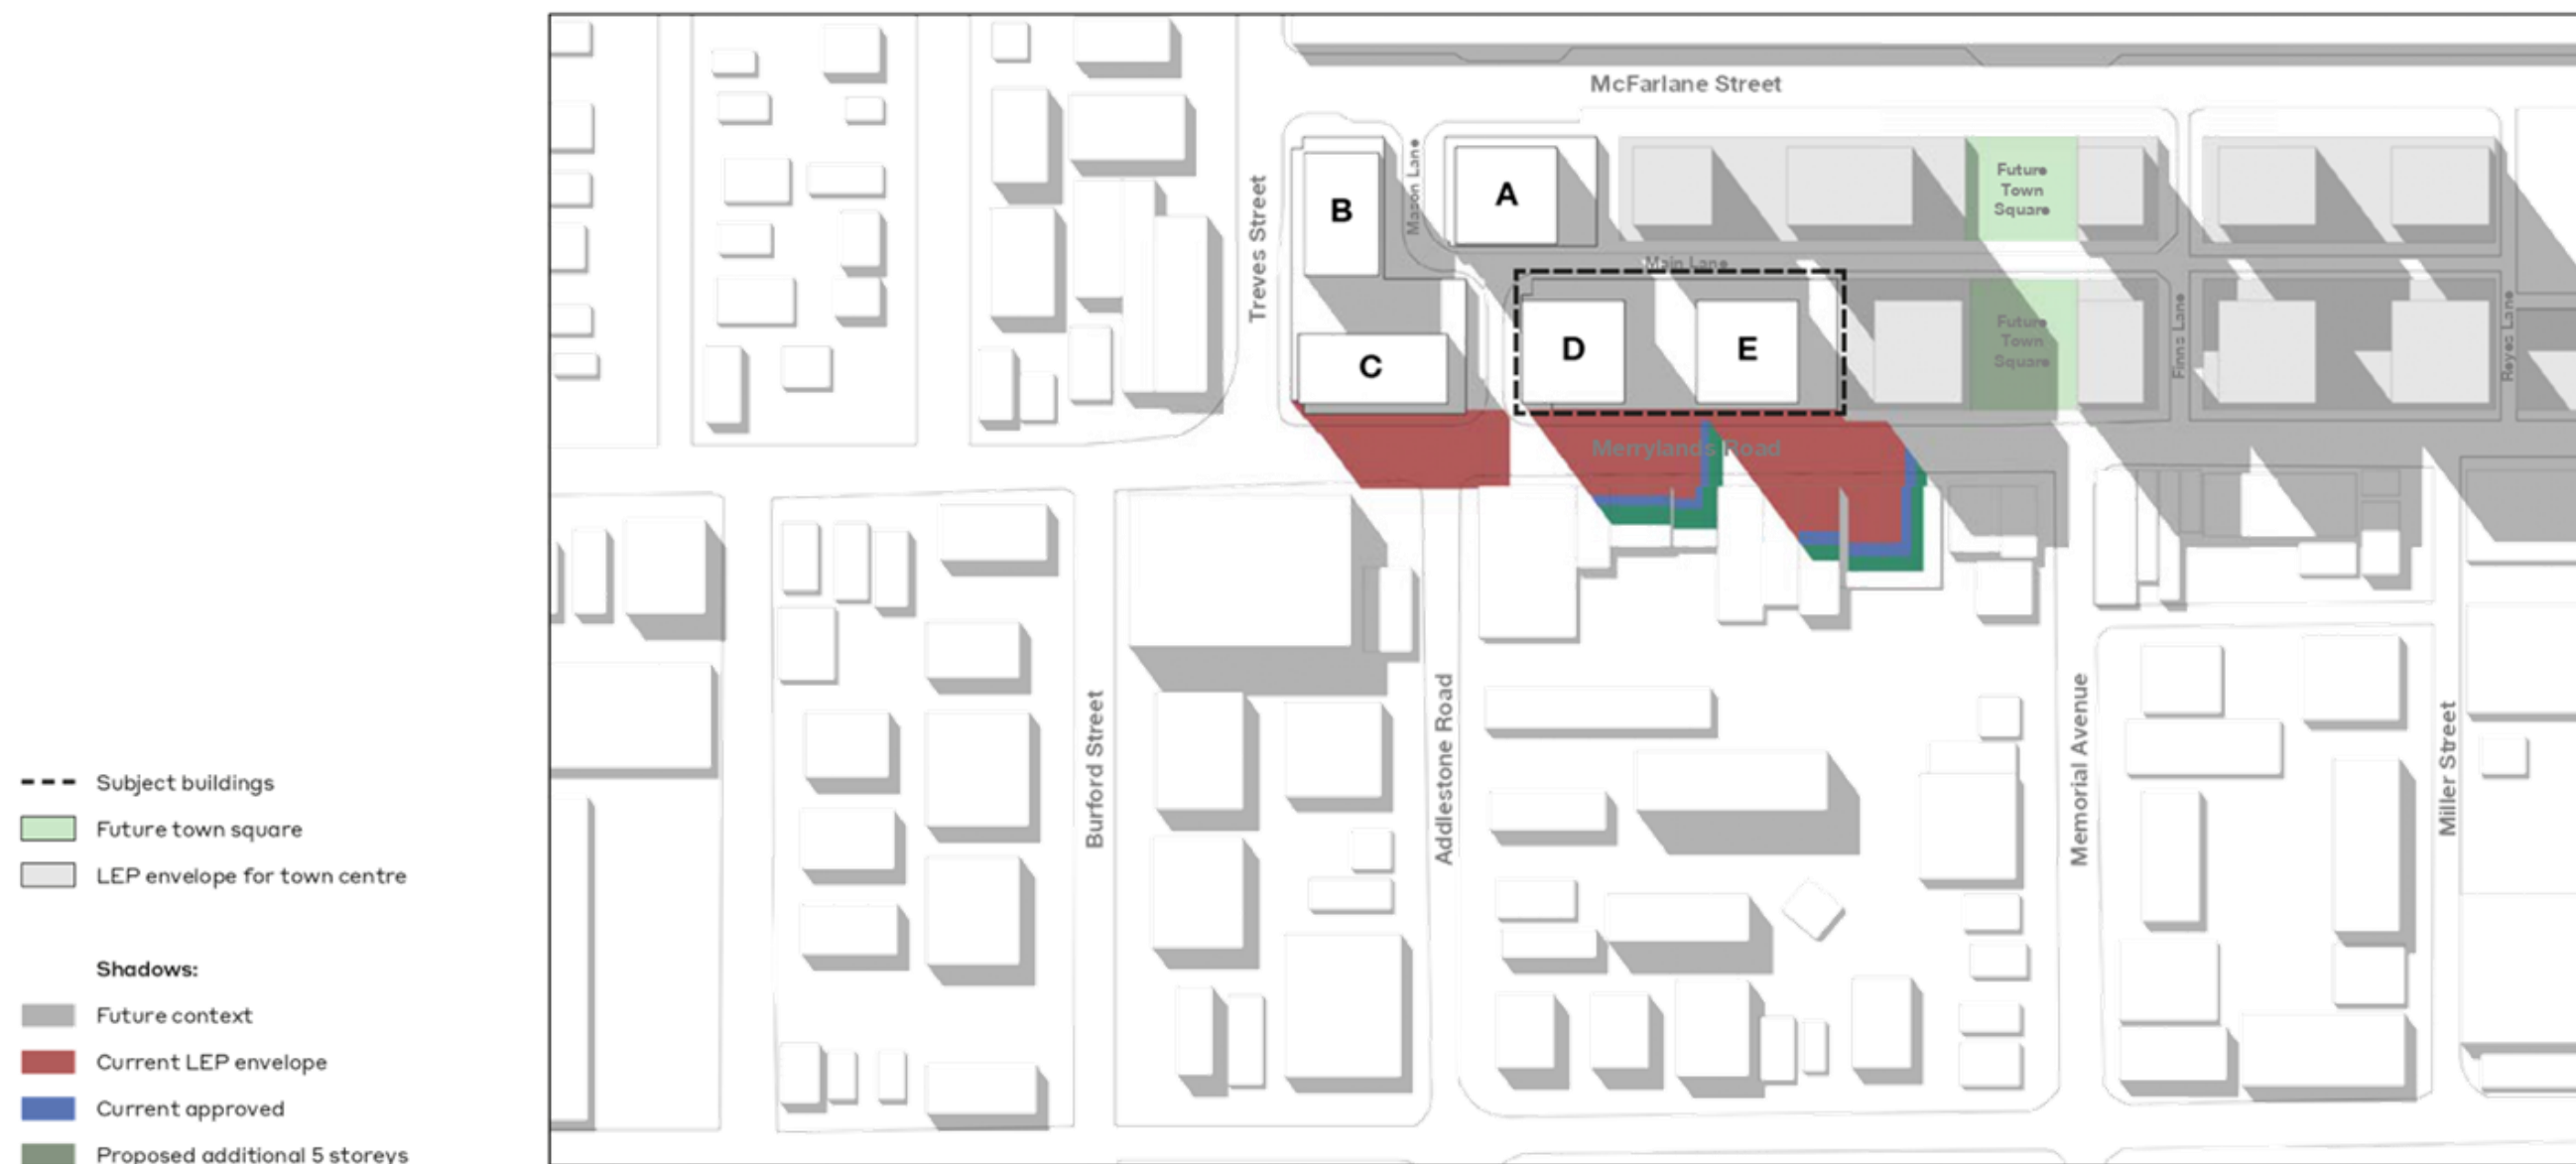 McFarlane Street
Treves Street
Mason Lane
B
A
Future
Town
Square
Main Lane
C
D
E
Future
Town
Square
Finns Lane
Reyes Lane
Merrylands Road
Burford Street
Addlestone Road
Memorial Avenue
Miller Street
Subject buildings
Future town square
LEP envelope for town centre
Shadows:
Future context
Current LEP envelope
Current approved
Proposed additional 5 storeys